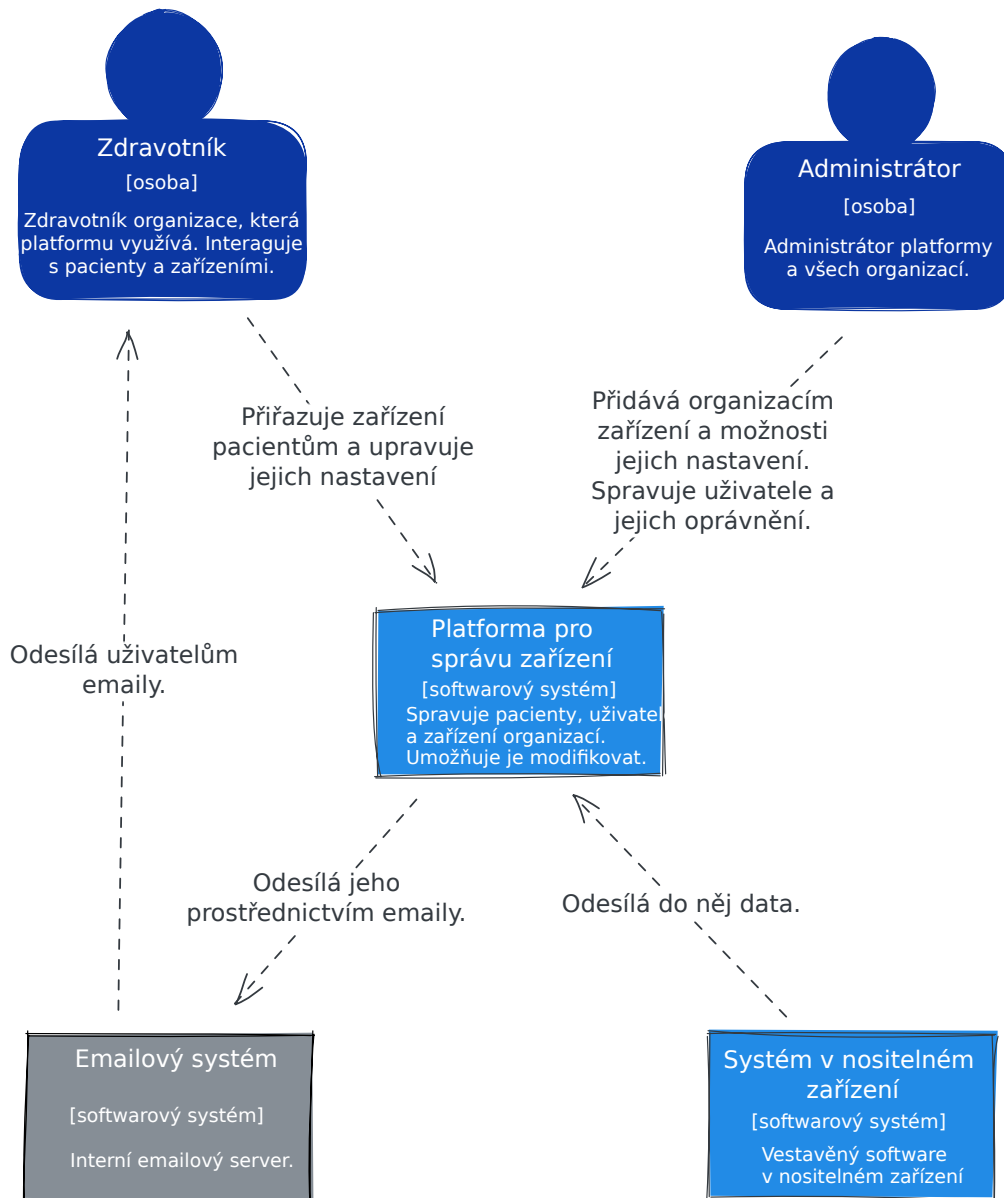 Zdravotník
[osoba]
Zdravotník organizace, která
platformu využívá. Interaguje
s pacienty a zařízeními.
Administrátor
[osoba]
Administrátor platformy
a všech organizací.
Přiřazuje zařízení
pacientům a upravuje
jejich nastavení
Přidává organizacím
zařízení a možnosti
jejich nastavení.
Spravuje uživatele a
jejich oprávnění.
Odesílá uživatelům
emaily.
Platforma pro
správu zařízení
[softwarový systém]
Spravuje pacienty, uživatel
a zařízení organizací.
Umožňuje je modifikovat.
Odesílá jeho
prostřednictvím emaily.
Odesílá do něj data.
Emailový systém
[softwarový systém]
Interní emailový server.
Systém v nositelném
zařízení
[softwarový systém]
Vestavěný software
v nositelném zařízení